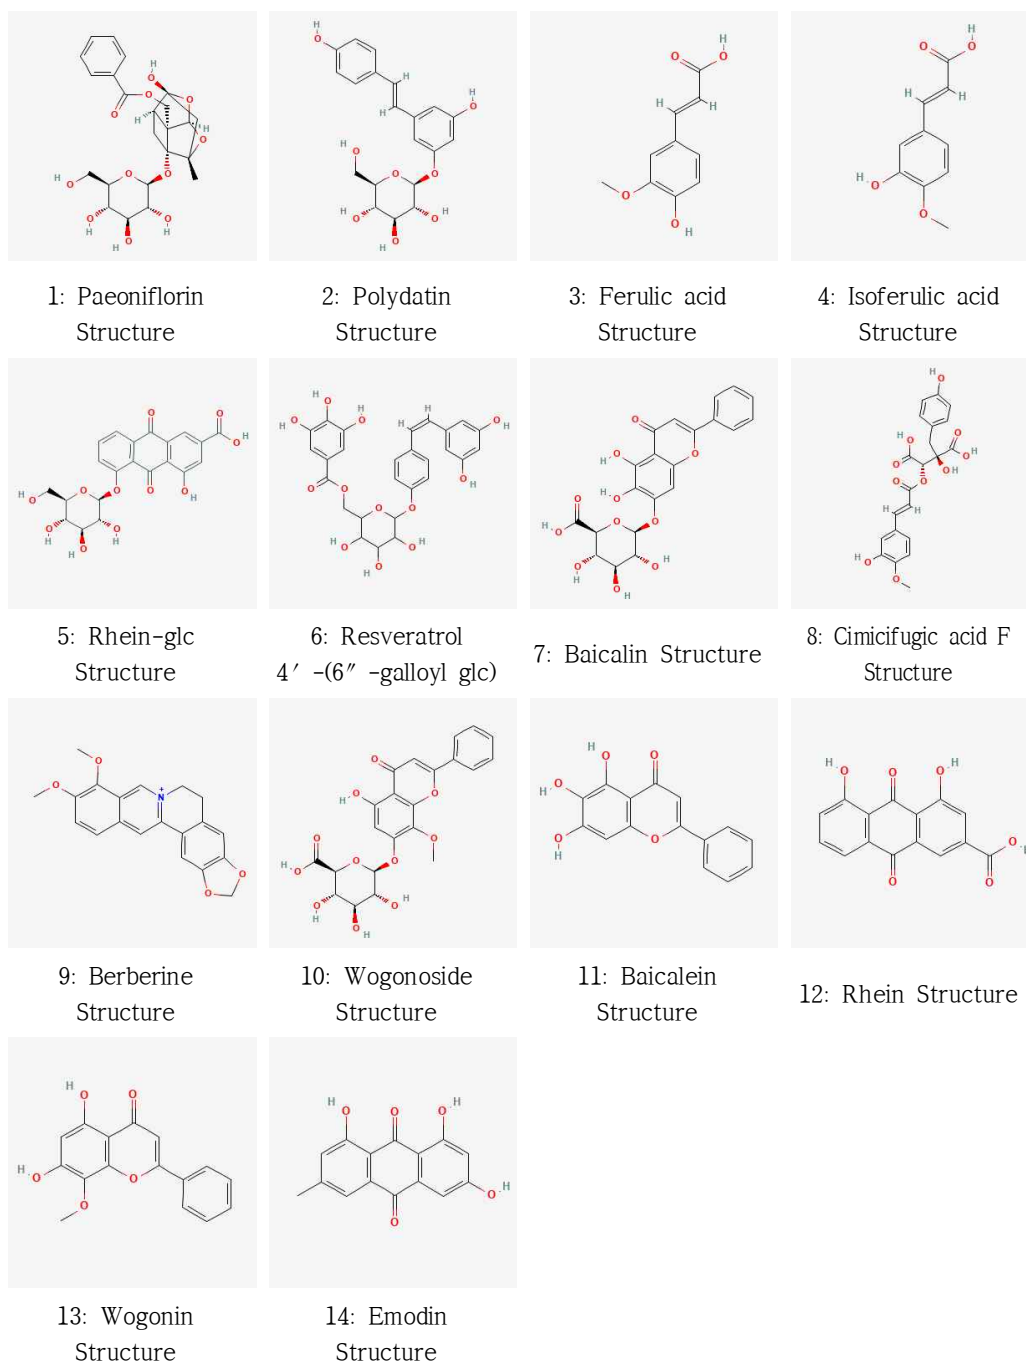 1: Paeoniflorin
Structure
2: Polydatin
Structure
3: Ferulic acid
Structure
4: Isoferulic acid
Structure
5: Rhein-glc
Structure
6: Resveratrol
4′ -(6″ -galloyl glc)
7: Baicalin Structure
8: Cimicifugic acid F
Structure
9: Berberine
Structure
10: Wogonoside
Structure
11: Baicalein
Structure
12: Rhein Structure
13: Wogonin
Structure
14: Emodin
Structure